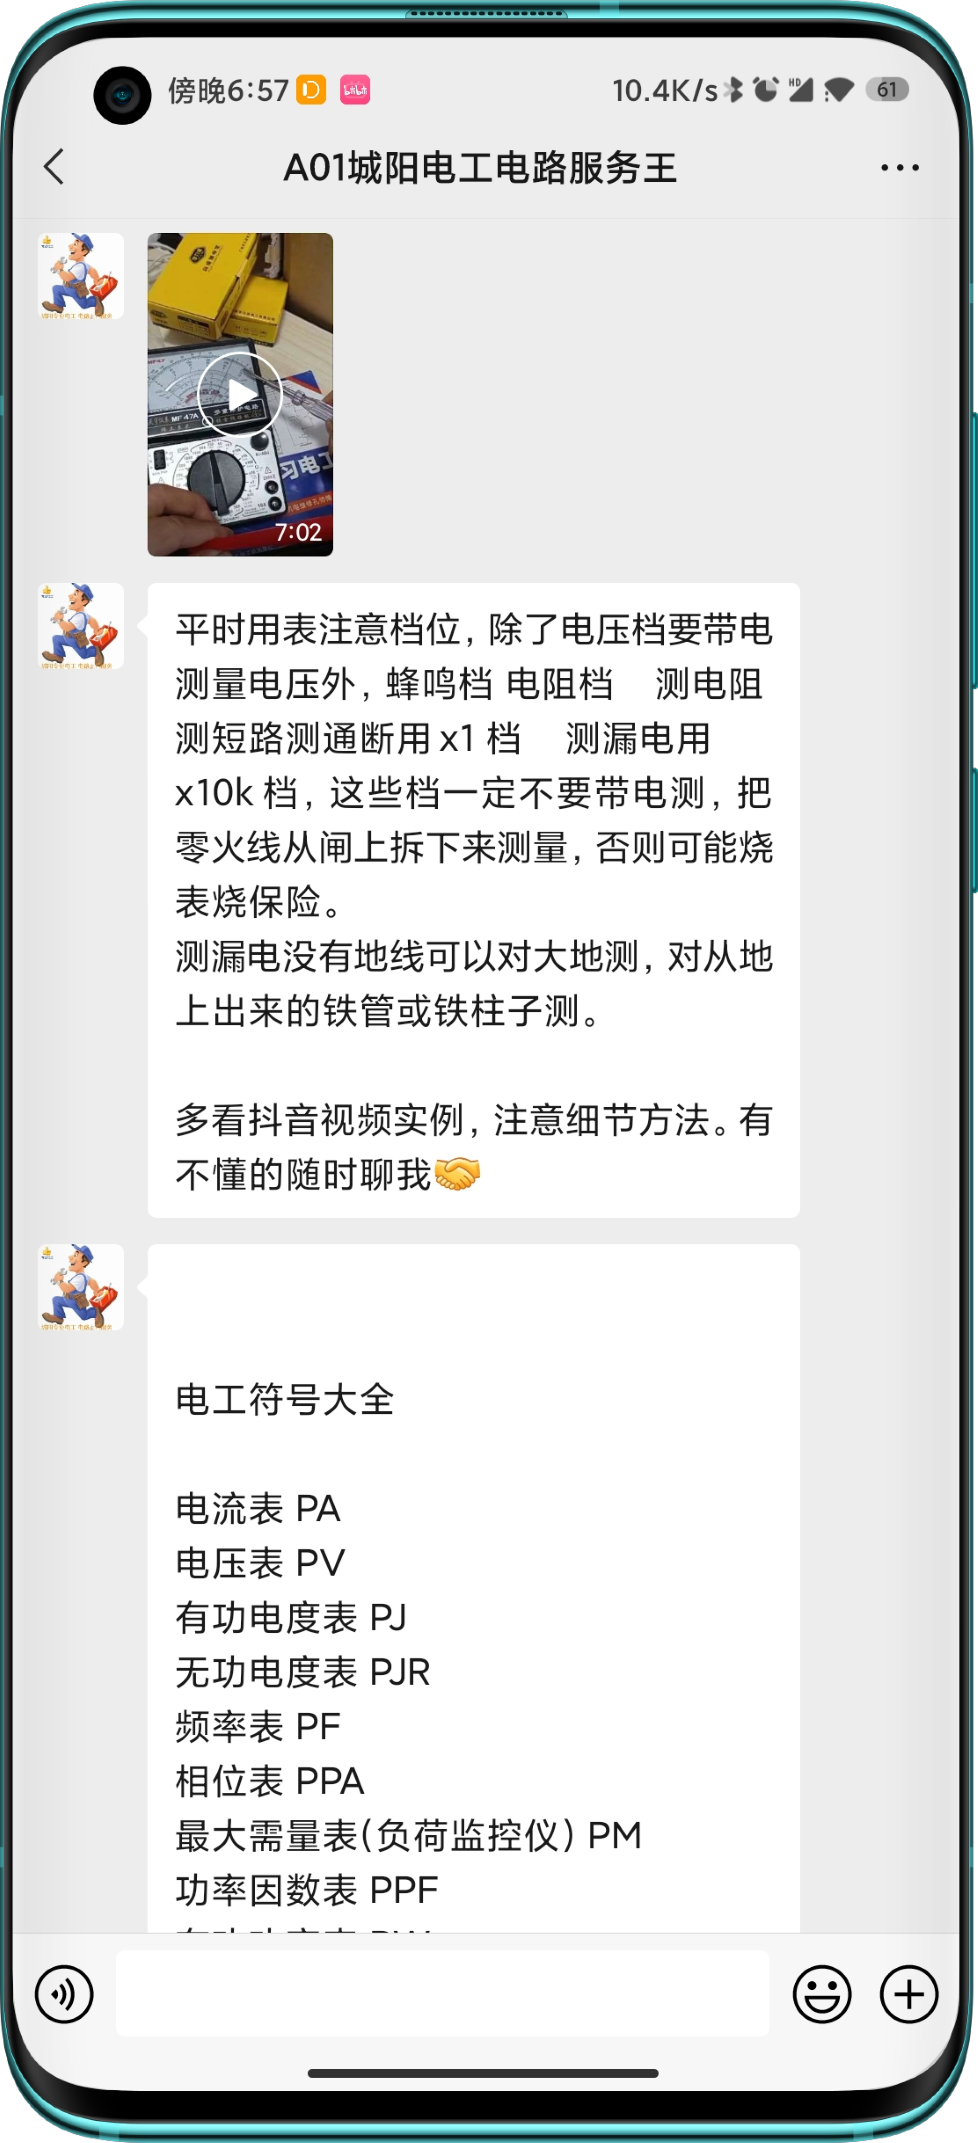 傍晚6:57
10.4K/s
HD
61
A01城阳电工电路服务王
MF47A
习电工
7:02
平时用表注意档位，除了电压档要带电
测量电压外，蜂鸣档 电阻档 测电阻
测短路测通断用 x1 档 测漏电用
x10k 档，这些档一定不要带电测，把
零火线从闸上拆下来测量，否则可能烧
表烧保险。
测漏电没有地线可以对大地测，对从地
上出来的铁管或铁柱子测。
多看抖音视频实例，注意细节方法。有
不懂的随时聊我🤝
电工符号大全
电流表 PA
电压表 PV
有功电度表 PJ
无功电度表 PJR
频率表 PF
相位表 PPA
最大需量表(负荷监控仪) PM
功率因数表 PPF